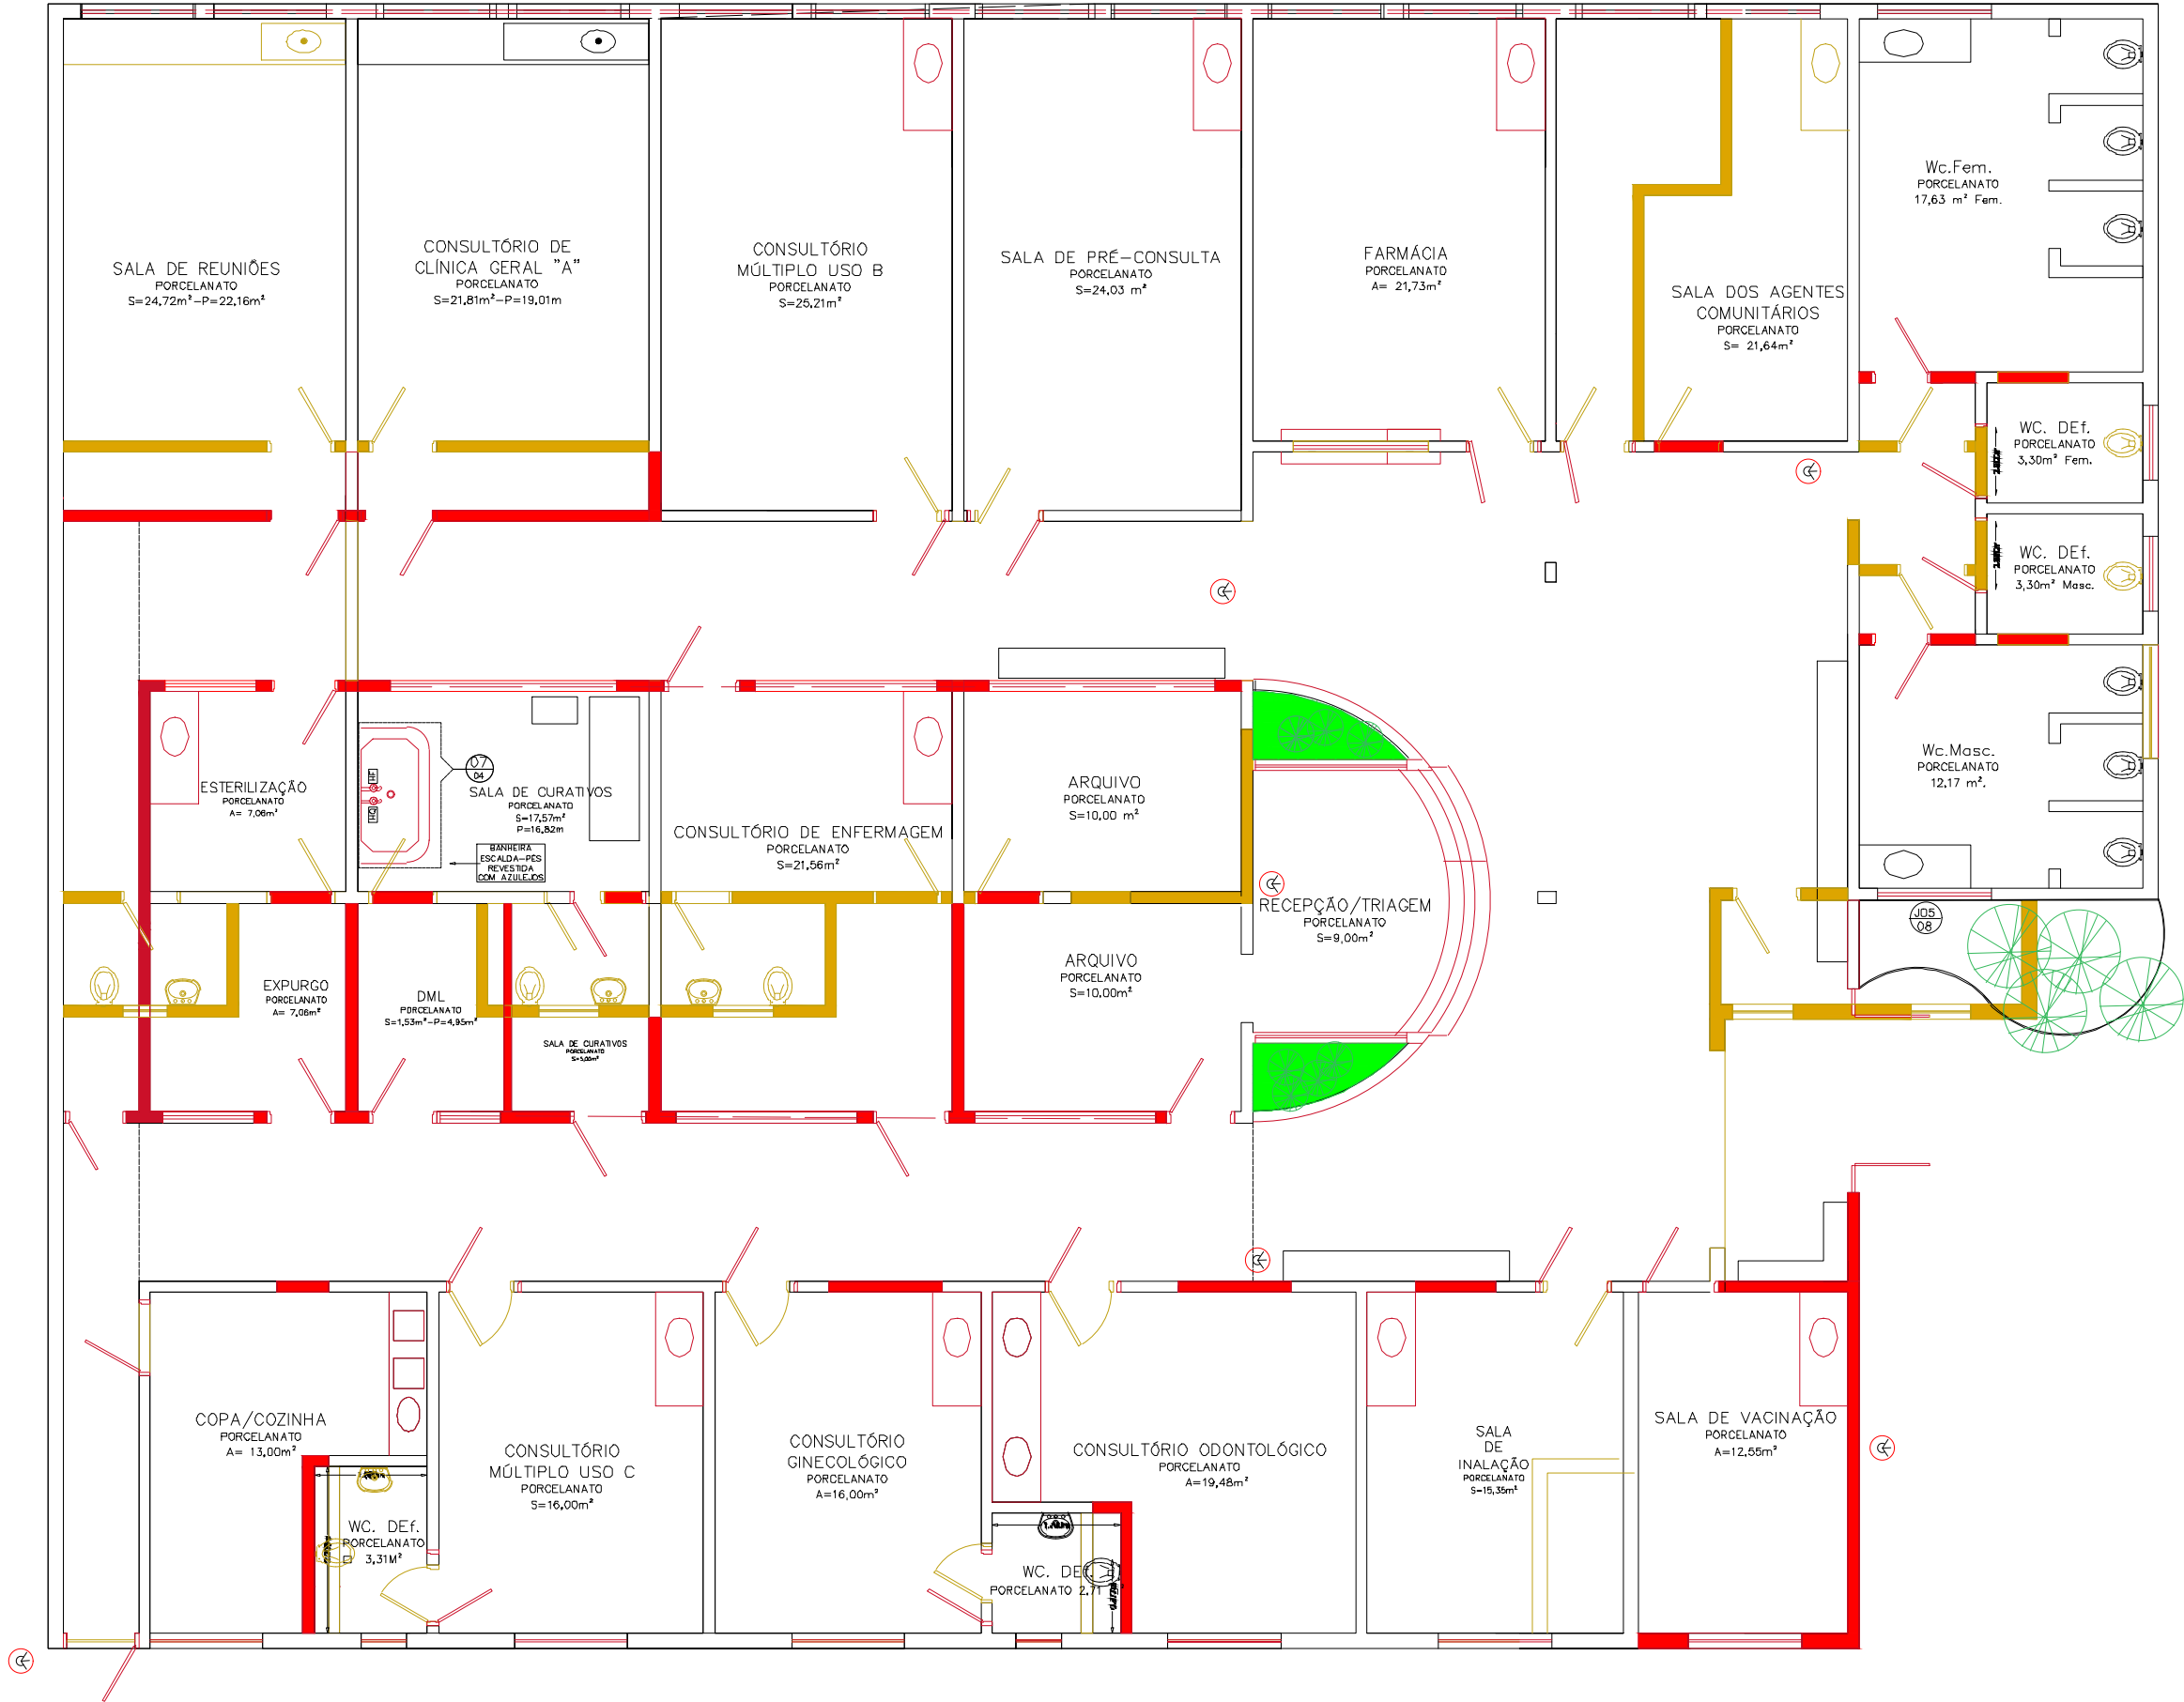 SALA DE REUNIÕES
PORCELANATO
S=24,72m²-P=22,16m²
CONSULTÓRIO DE
CLÍNICA GERAL "A"
PORCELANATO
S=21,81m²-P=19,01m
CONSULTÓRIO
MÚLTIPLO USO B
PORCELANATO
S=25,21m²
SALA DE PRÉ-CONSULTA
PORCELANATO
S=24,03 m²
FARMÁCIA
PORCELANATO
A= 21,73m²
SALA DOS AGENTES
COMUNITÁRIOS
PORCELANATO
S= 21,64m²
Wc.Fem.
PORCELANATO
17,63 m² Fem.
WC. DEf.
PORCELANATO
3,30m² Fem.
WC. DEf.
PORCELANATO
3,30m² Masc.
Wc.Masc.
PORCELANATO
12,17 m².
ESTERILIZAÇÃO
PORCELANATO
A= 7,06m²
07
04
SALA DE CURATIVOS
PORCELANATO
S=17,57m²
P=16,82m
BANHEIRA
ESCALDA-PÉS
REVESTIDA
COM AZULEJOS
CONSULTÓRIO DE ENFERMAGEM
PORCELANATO
S=21,56m²
ARQUIVO
PORCELANATO
S=10,00 m²
RECEPÇÃO/TRIAGEM
PORCELANATO
S=9,00m²
J05
08
EXPURGO
PORCELANATO
A= 7,06m²
DML
PORCELANATO
S=1,53m²-P=4,95m²
SALA DE CURATIVOS
PORCELANATO
ARQUIVO
PORCELANATO
S=10,00m²
COPA/COZINHA
PORCELANATO
A= 13,00m²
WC. DEf.
PORCELANATO
3,31M²
CONSULTÓRIO
MÚLTIPLO USO C
PORCELANATO
S=16,00m²
CONSULTÓRIO
GINECOLÓGICO
PORCELANATO
A=16,00m²
WC. DEf.
PORCELANATO 2,71
CONSULTÓRIO ODONTOLÓGICO
PORCELANATO
A=19,48m²
SALA
DE
INALAÇÃO
PORCELANATO
S=15,35m²
SALA DE VACINAÇÃO
PORCELANATO
A=12,55m²